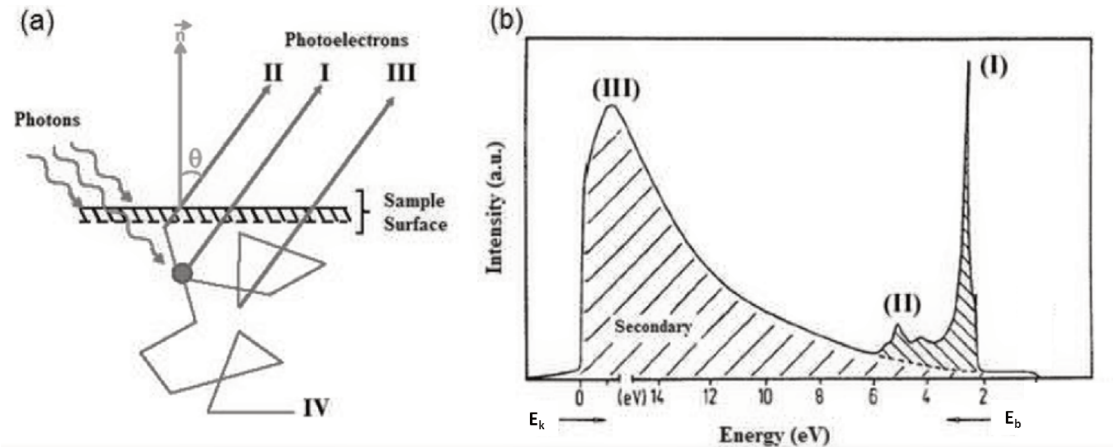 (a)
n
Photoelectrons
II I III
Photons
θ
Sample
Surface
IV
(b)
Intensity (a.u.)
(III)
(I)
(II)
Secondary
0 (eV) 14 12 10 8 6 4 2
Ek Eb
Energy (eV)